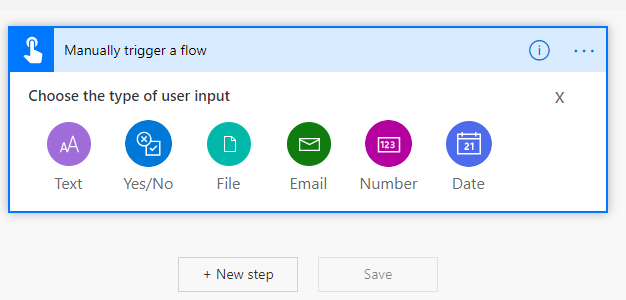 Manually trigger a flow
i
...
Choose the type of user input
X
AA
123
21
Text
Yes/No
File
Email
Number
Date
+ New step
Save